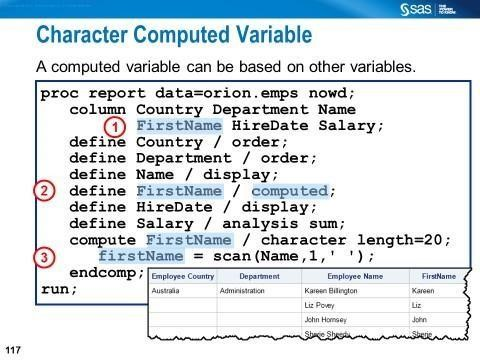 sas THE POWER TO KNOW
Character Computed Variable
A computed variable can be based on other variables.
proc report data=orion.emps nowd;
column Country Department Name
1 FirstName HireDate Salary;
define Country / order;
define Department / order;
define Name / display;
2 define FirstName / computed;
define HireDate / display;
define Salary / analysis sum;
compute FirstName / character length=20;
3 firstName = scan(Name,1,' ');
endcomp;
run;
Employee Country Department Employee Name FirstName
Australia Administration Kareen Billington Kareen
Liz Povey Liz
John Hornsey John
Sherie Sheedy Sherie
117